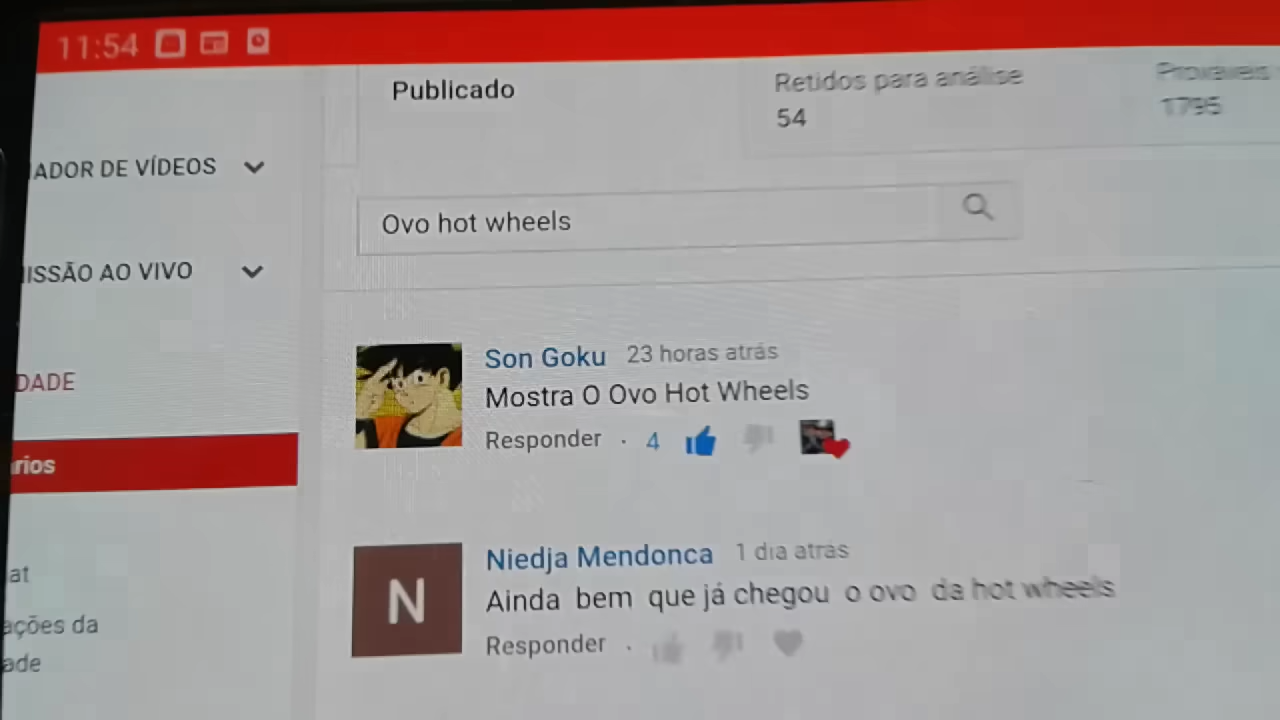 11:54
Publicado
Retidos para análise
54
Prováveis
1795
ADOR DE VÍDEOS
Ovo hot wheels
ISSÃO AO VIVO
Son Goku 23 horas atrás
Mostra O Ovo Hot Wheels
DADE
Responder · 4
rios
Niedja Mendonca 1 dia atrás
N
Ainda bem que já chegou o ovo da hot wheels
at
ações da
Responder ·
ade